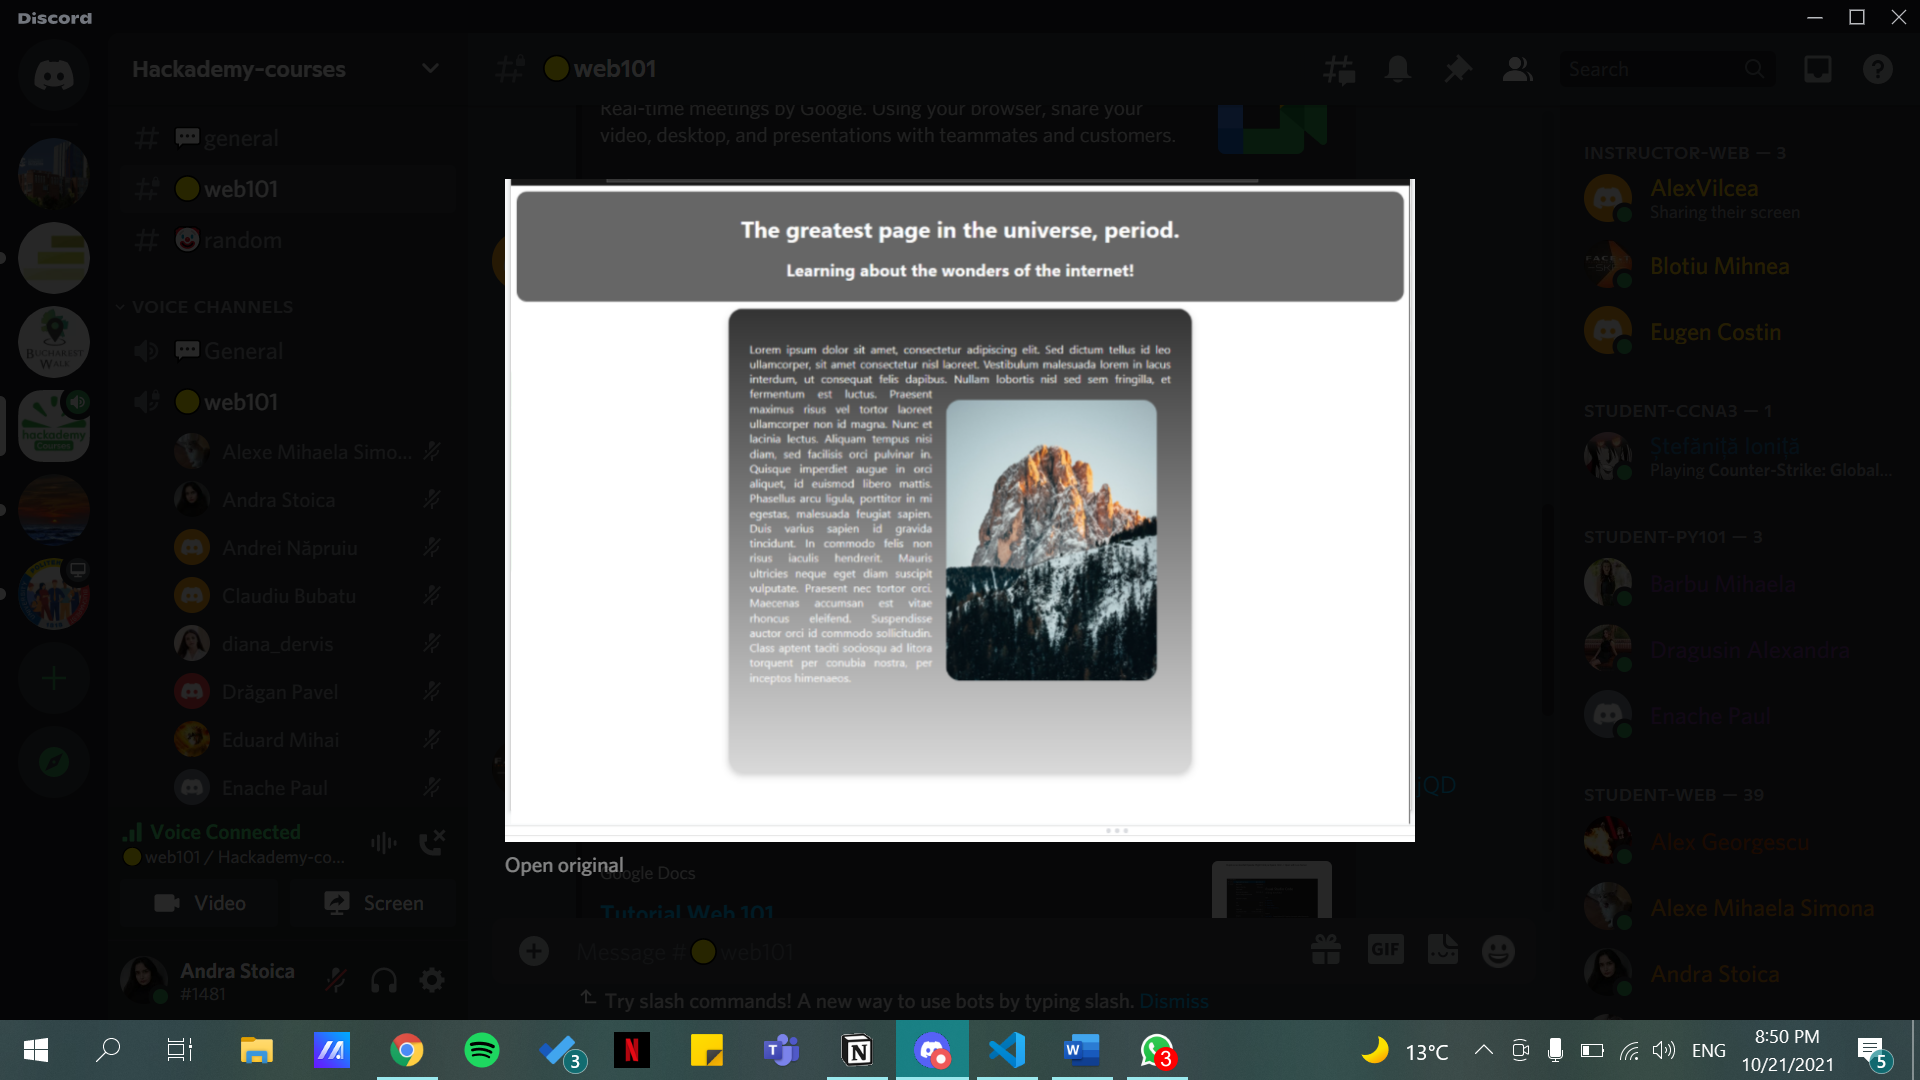 Discord
Hackademy-courses
general
web101
random
VOICE CHANNELS
General
web101
Alexe Mihaela Simo...
Andra Stoica
Andrei Năpruiu
Claudiu Bubatu
diana_dervis
Drăgan Pavel
Eduard Mihai
Enache Paul
Voice Connected
web101 / Hackademy-co...
Video
Screen
Andra Stoica
#1481
BUCHAREST
WALK
hackademy
Courses
web101
Search
Real-time meetings by Google. Using your browser, share your
video, desktop, and presentations with teammates and customers.
The greatest page in the universe, period.
Learning about the wonders of the internet!
Lorem ipsum dolor sit amet, consectetur adipiscing elit. Sed dictum tellus id leo
ullamcorper, sit amet consectetur nisl laoreet. Vestibulum malesuada lorem in lacus
interdum, ut consequat felis dapibus. Nullam lobortis nisl sed sem fringilla, et
fermentum est luctus. Praesent
maximus risus vel tortor laoreet
ullamcorper non id magna. Nunc et
lacinia lectus. Aliquam tempus nisi
diam, sed facilisis orci pulvinar in.
Quisque imperdiet augue in orci
aliquet, id euismod libero mattis.
Phasellus arcu ligula, porttitor in mi
egestas, malesuada feugiat sapien.
Duis varius sapien id gravida
tincidunt. In commodo felis non
risus iaculis hendrerit. Mauris
ultricies neque eget diam suscipit
vulputate. Praesent nec tortor orci.
Maecenas accumsan est vitae
rhoncus eleifend. Suspendisse
auctor orci id commodo sollicitudin.
Class aptent taciti sociosqu ad litora
torquent per conubia nostra, per
inceptos himenaeos.
jQD
Open original
Google Docs
Tutorial Web 101
Message # web101
GIF
Try slash commands! A new way to use bots by typing slash. Dismiss
INSTRUCTOR-WEB — 3
AlexVilcea
Sharing their screen
Blotiu Mihnea
Eugen Costin
STUDENT-CCNA3 — 1
Ștefăniță Ioniță
Playing Counter-Strike: Global...
STUDENT-PY101 — 3
Barbu Mihaela
Dragusin Alexandra
Enache Paul
STUDENT-WEB — 39
Alex Georgescu
Alexe Mihaela Simona
Andra Stoica
3
N
T
W
3
13°C
ENG
8:50 PM
10/21/2021
5